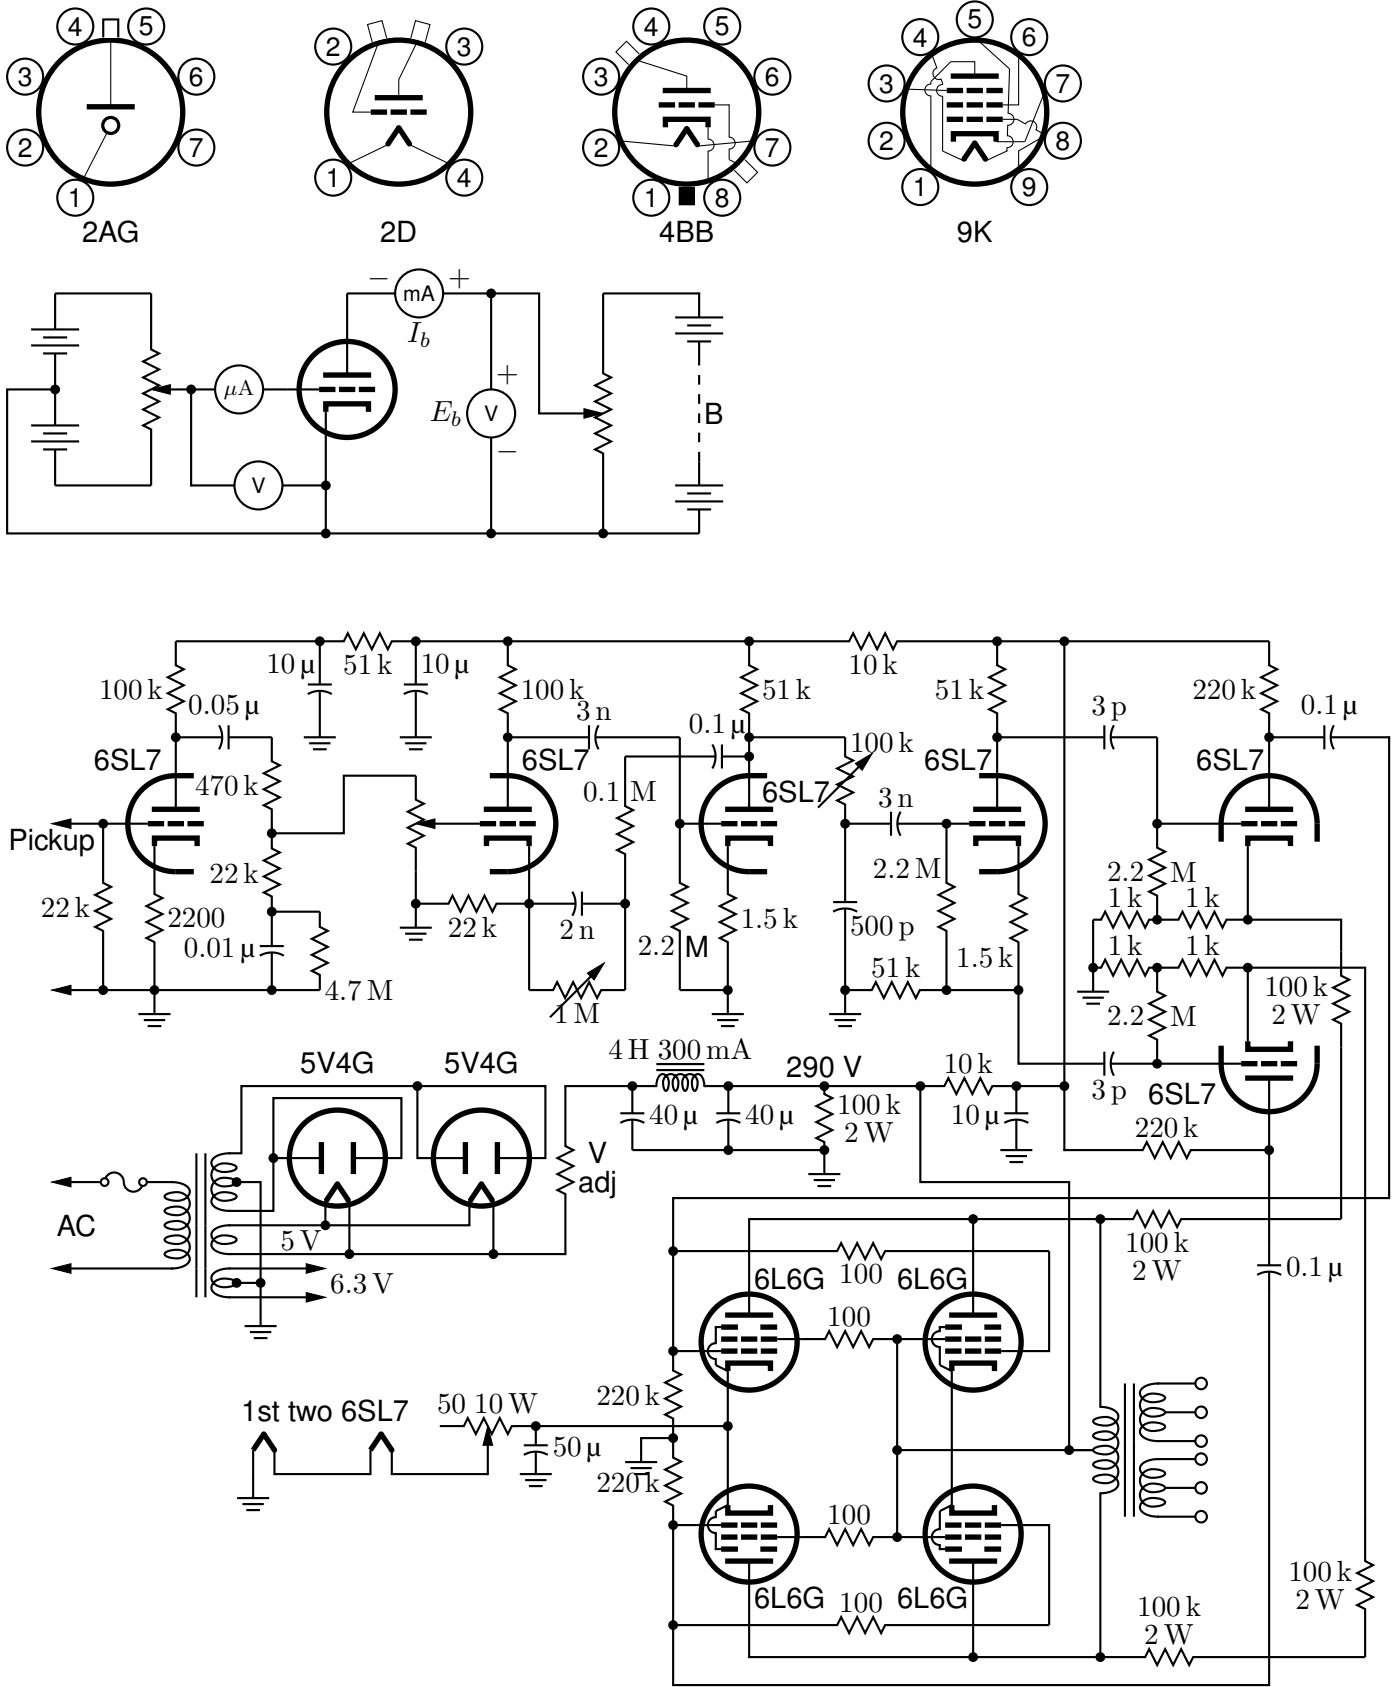 4 5
3 6
2 7
1
2AG
2 3
1 4
2D
4 5
3 6
2 7
1 8
4BB
5
4 6
3 7
2 8
1 9
9K
− mA +
I_b
μA
+
E_b V
−
B
V
10 μ
51 k
10 μ
10 k
100 k
0.05 μ
100 k
3 n
51 k
0.1 μ
100 k
51 k
3 p
220 k
0.1 μ
6SL7
6SL7
6SL7
6SL7
6SL7
470 k
0.1 M
3 n
Pickup
22 k
22 k
2200
0.01 μ
4.7 M
22 k
2 n
1 M
2.2 M
1.5 k
500 p
2.2 M
51 k
1.5 k
2.2 M
1 k 1 k
1 k 1 k
2.2 M
100 k
2 W
3 p
6SL7
220 k
5V4G 5V4G
4 H 300 mA
290 V
10 k
40 μ
40 μ
100 k
2 W
10 μ
V
adj
AC
5 V
6.3 V
100 k
2 W
0.1 μ
100
6L6G 6L6G
100
220 k
1st two 6SL7
50 10 W
50 μ
220 k
100
6L6G 6L6G
100
100 k
2 W
100 k
2 W